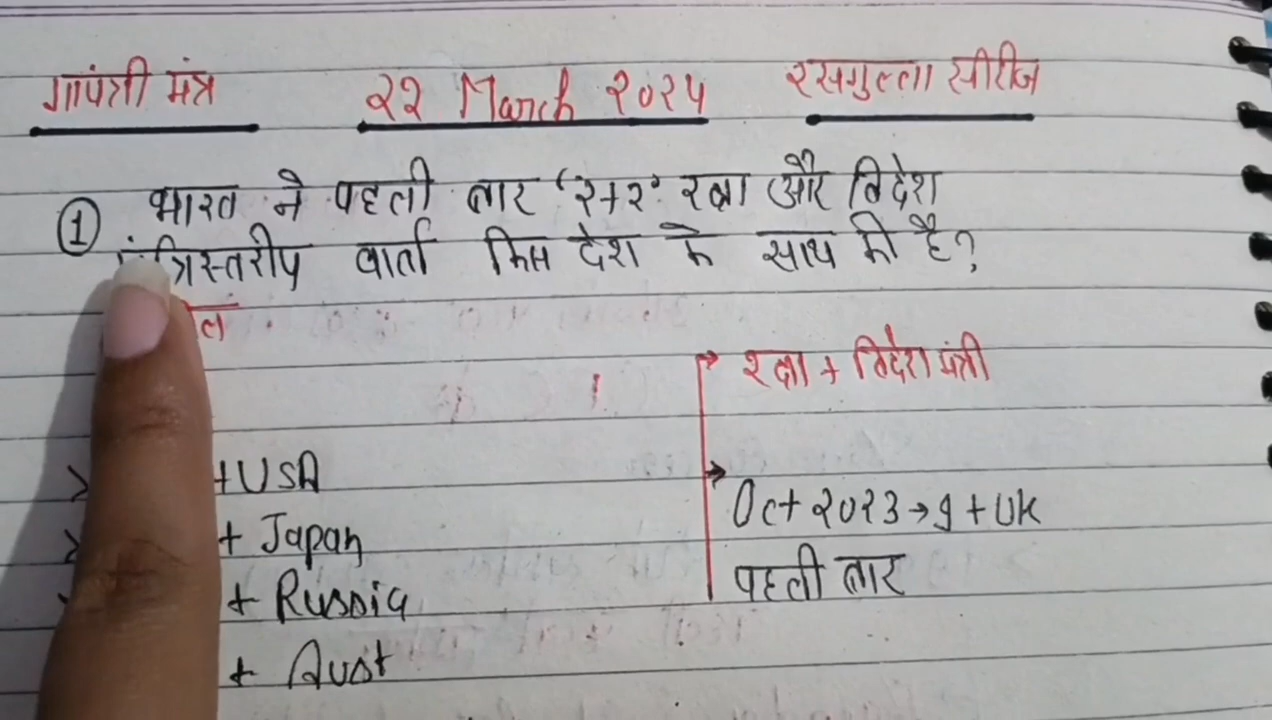 गायंत्री मंत्र
22 March 2024
रसगुल्ला सीरीज
① भारत ने पहली बार '2+2' रक्षा और विदेश
मंत्रिस्तरीय वार्ता किस देश के साथ की है?
→ रक्षा + विदेश मंत्री
+ USA
+ Japan
+ Russia
+ Aust
→ Oct 2023 → I + UK
पहली बार